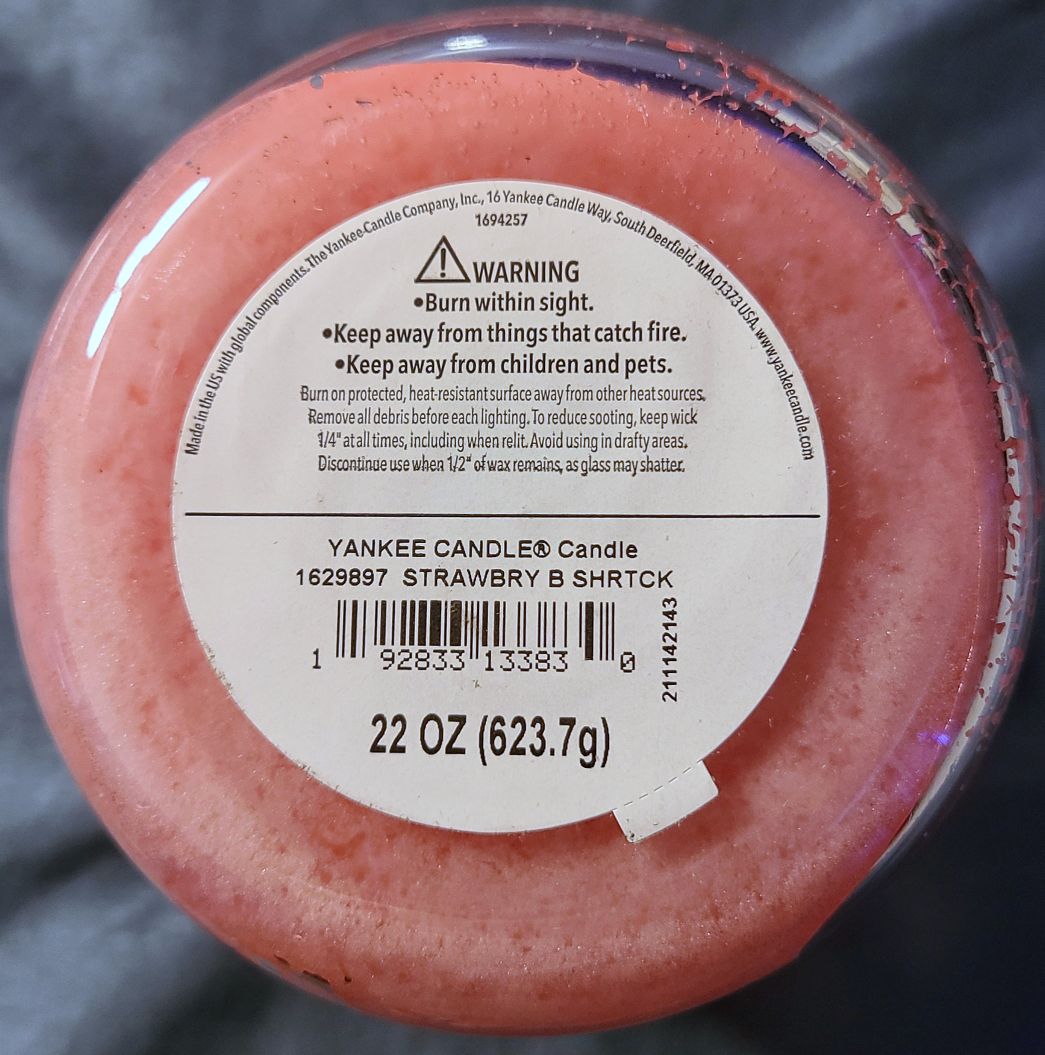 Made in the US with global components. The Yankee Candle Company, Inc., 16 Yankee Candle Way, South Deerfield, MA 01373 USA. www.yankeecandle.com
1694257
WARNING
•Burn within sight.
•Keep away from things that catch fire.
•Keep away from children and pets.
Burn on protected, heat-resistant surface away from other heat sources.
Remove all debris before each lighting. To reduce sooting, keep wick
1/4" at all times, including when relit. Avoid using in drafty areas.
Discontinue use when 1/2" of wax remains, as glass may shatter.
YANKEE CANDLE® Candle
1629897 STRAWBRY B SHRTCK
1 92833 13383 0
211142143
22 OZ (623.7g)